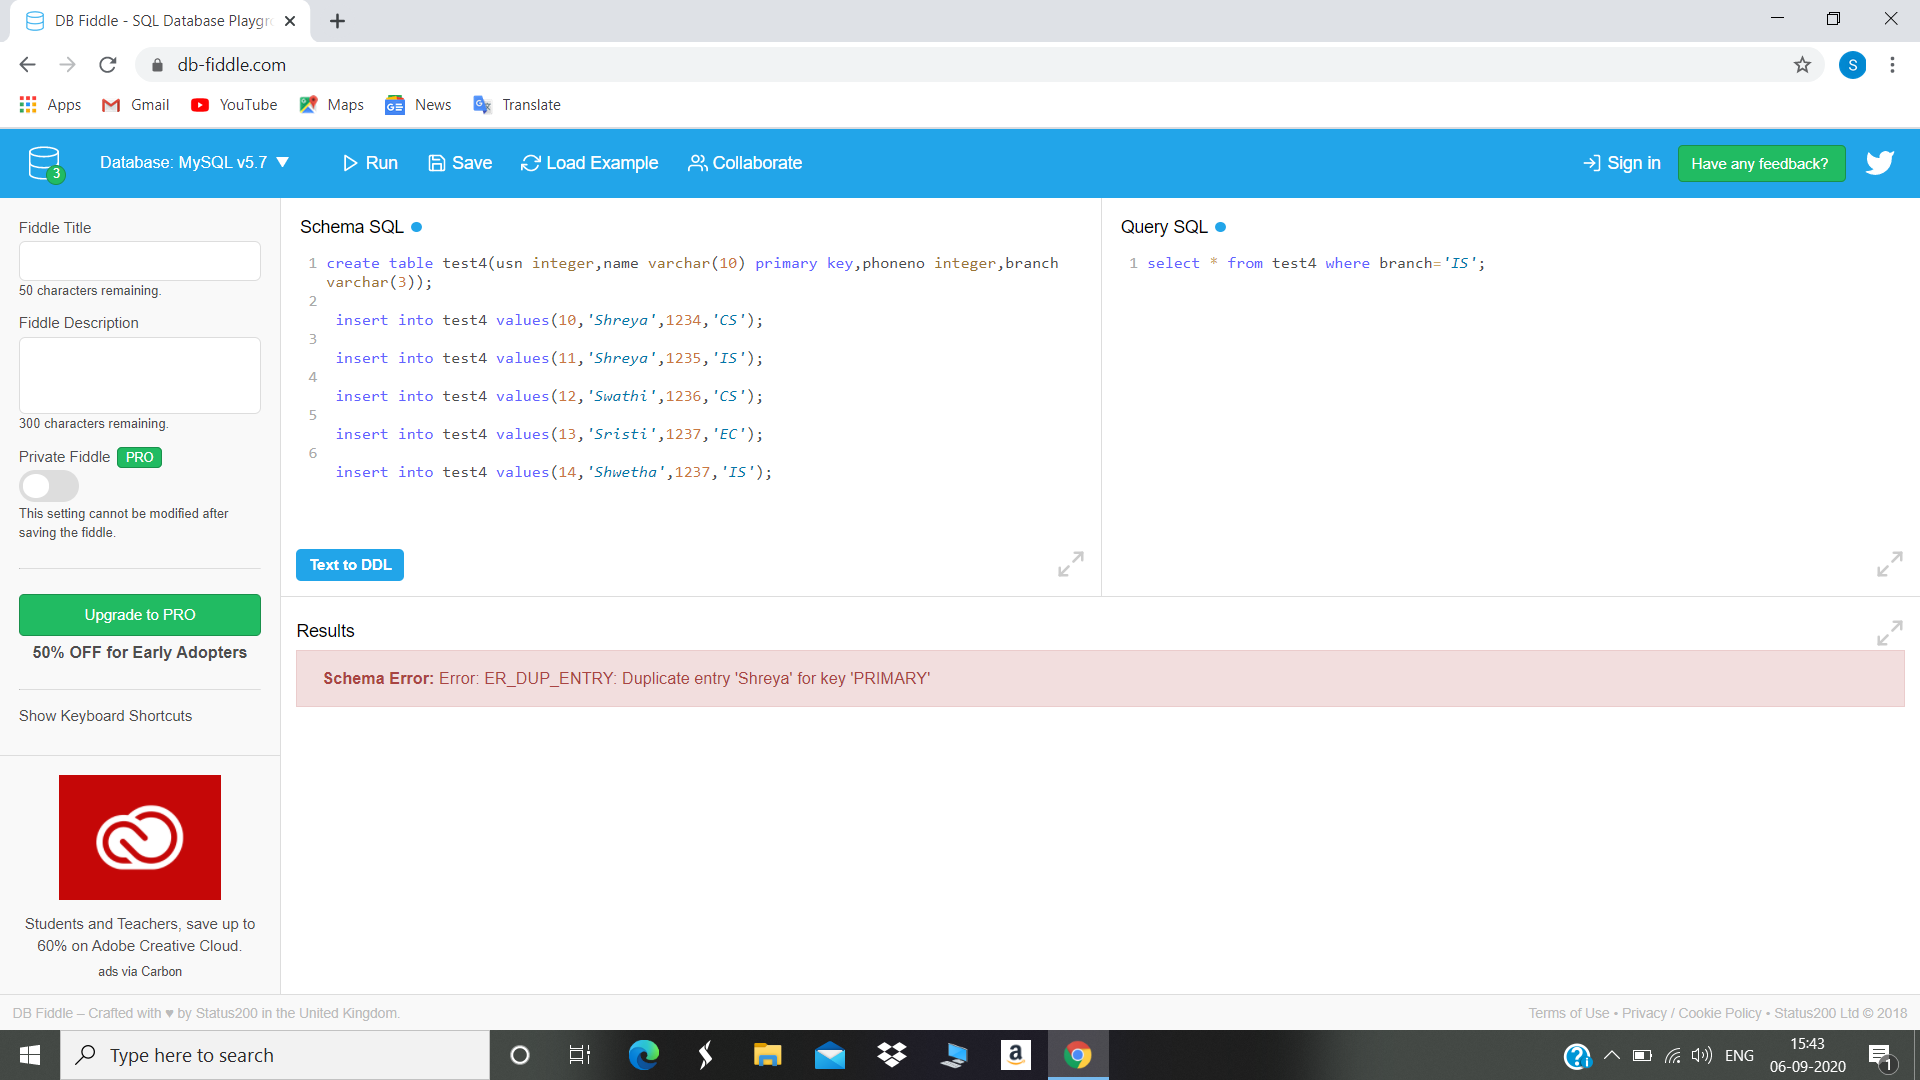 DB Fiddle - SQL Database Playgr
db-fiddle.com
S
Apps
Gmail
YouTube
Maps
News
Translate
3
Database: MySQL v5.7 ▼
Run
Save
Load Example
Collaborate
Sign in
Have any feedback?
Fiddle Title
50 characters remaining.
Fiddle Description
300 characters remaining.
Private Fiddle PRO
This setting cannot be modified after
saving the fiddle.
Upgrade to PRO
50% OFF for Early Adopters
Show Keyboard Shortcuts
Students and Teachers, save up to
60% on Adobe Creative Cloud.
ads via Carbon
Schema SQL
1 create table test4(usn integer,name varchar(10) primary key,phoneno integer,branch
varchar(3));
2
insert into test4 values(10,'Shreya',1234,'CS');
3
insert into test4 values(11,'Shreya',1235,'IS');
4
insert into test4 values(12,'Swathi',1236,'CS');
5
insert into test4 values(13,'Sristi',1237,'EC');
6
insert into test4 values(14,'Shwetha',1237,'IS');
Text to DDL
Query SQL
1 select * from test4 where branch='IS';
Results
Schema Error: Error: ER_DUP_ENTRY: Duplicate entry 'Shreya' for key 'PRIMARY'
DB Fiddle – Crafted with ♥ by Status200 in the United Kingdom.
Terms of Use • Privacy / Cookie Policy • Status200 Ltd © 2018
Type here to search
a
ENG
15:43
06-09-2020
1